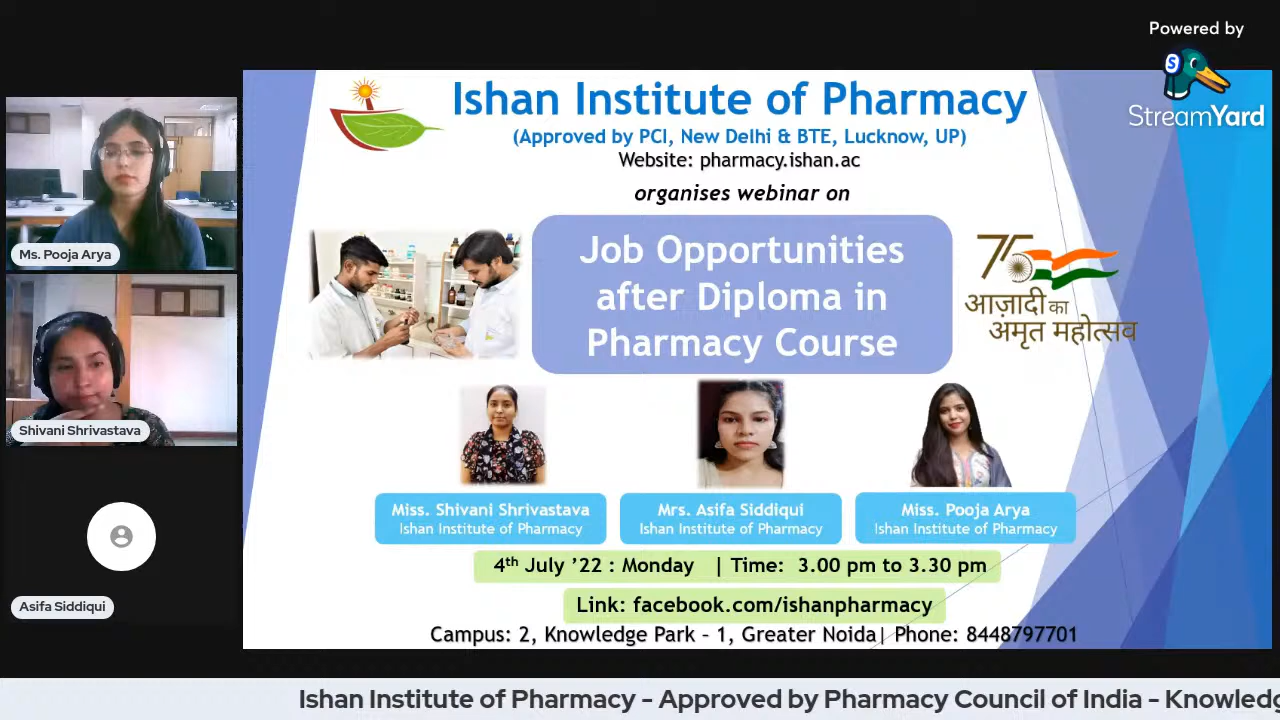 Powered by
StreamYard
Ishan Institute of Pharmacy
(Approved by PCI, New Delhi & BTE, Lucknow, UP)
Website: pharmacy.ishan.ac
organises webinar on
Job Opportunities
after Diploma in
Pharmacy Course
75
आज़ादी का
अमृत महोत्सव
Ms. Pooja Arya
Shivani Shrivastava
Asifa Siddiqui
Miss. Shivani Shrivastava
Ishan Institute of Pharmacy
Mrs. Asifa Siddiqui
Ishan Institute of Pharmacy
Miss. Pooja Arya
Ishan Institute of Pharmacy
4th July ’22 : Monday | Time: 3.00 pm to 3.30 pm
Link: facebook.com/ishanpharmacy
Campus: 2, Knowledge Park – 1, Greater Noida| Phone: 8448797701
Ishan Institute of Pharmacy - Approved by Pharmacy Council of India - Knowledg